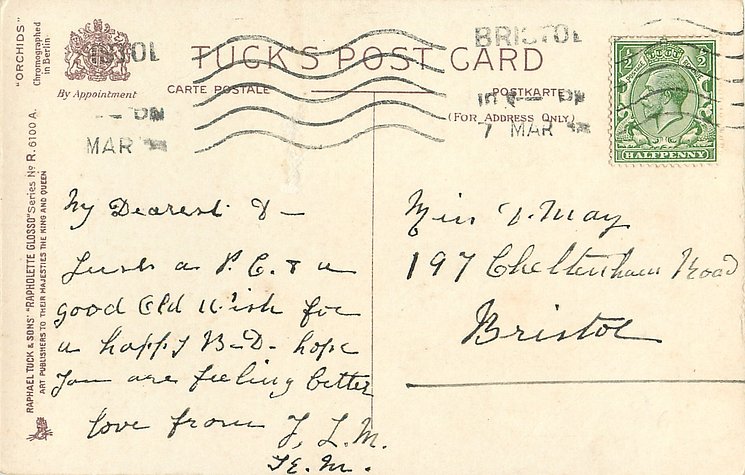 "ORCHIDS"
Chromographed
in Berlin
By Appointment
RAPHAEL TUCK & SONS' "RAPHOLETTE GLOSSO" Series No R. 6100 A.
ART PUBLISHERS TO THEIR MAJESTIES THE KING AND QUEEN
TUCK'S POST CARD
CARTE POSTALE
POSTKARTE
(FOR ADDRESS ONLY)
BRISTOL
7 MAR
ISTOL
MAR
HALFPENNY
My Dearest
Just a P.C. & a
good Old Wish for
a happy B-D- hope
you are feeling better
love from J. L. M.
Miss May
197 Cheltenham Road
Bristol